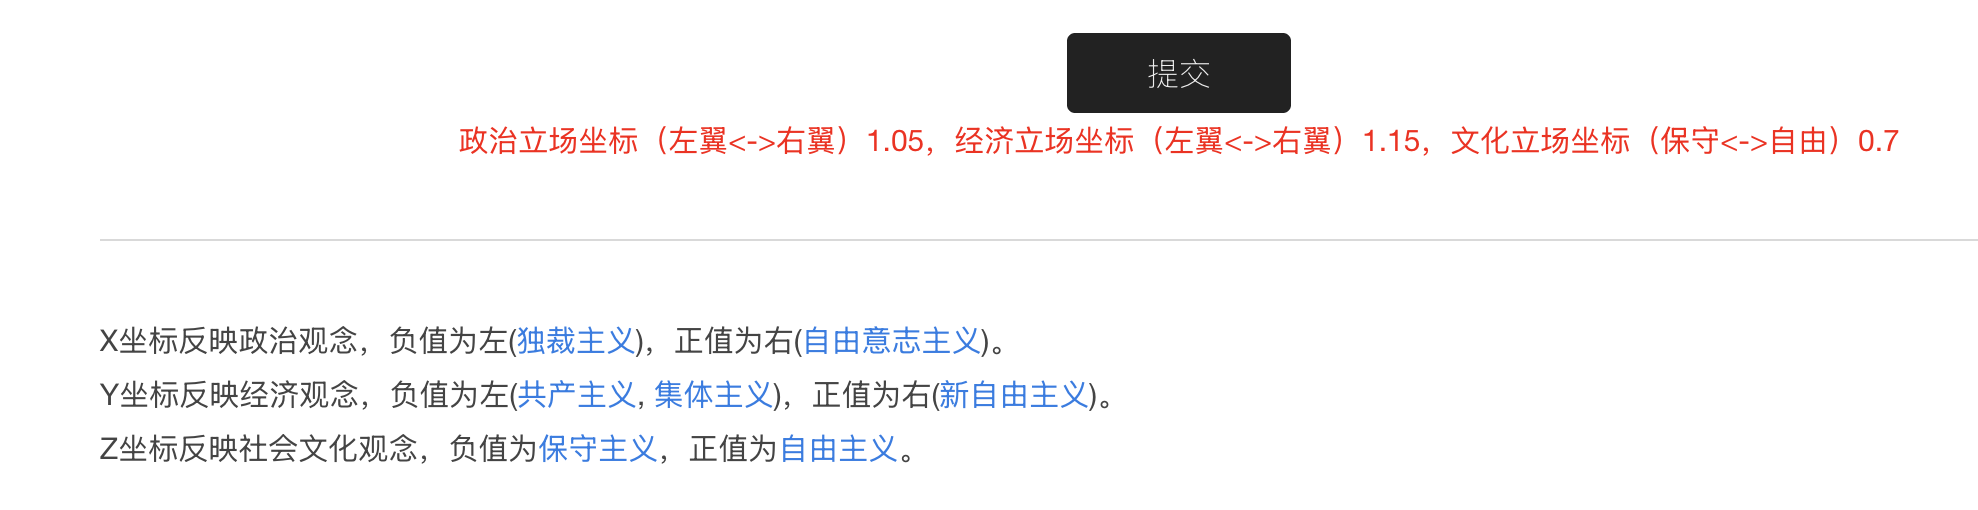 提交
政治立场坐标（左翼<->右翼）1.05，经济立场坐标（左翼<->右翼）1.15，文化立场坐标（保守<->自由）0.7
X坐标反映政治观念，负值为左(独裁主义)，正值为右(自由意志主义)。
Y坐标反映经济观念，负值为左(共产主义, 集体主义)，正值为右(新自由主义)。
Z坐标反映社会文化观念，负值为保守主义，正值为自由主义。